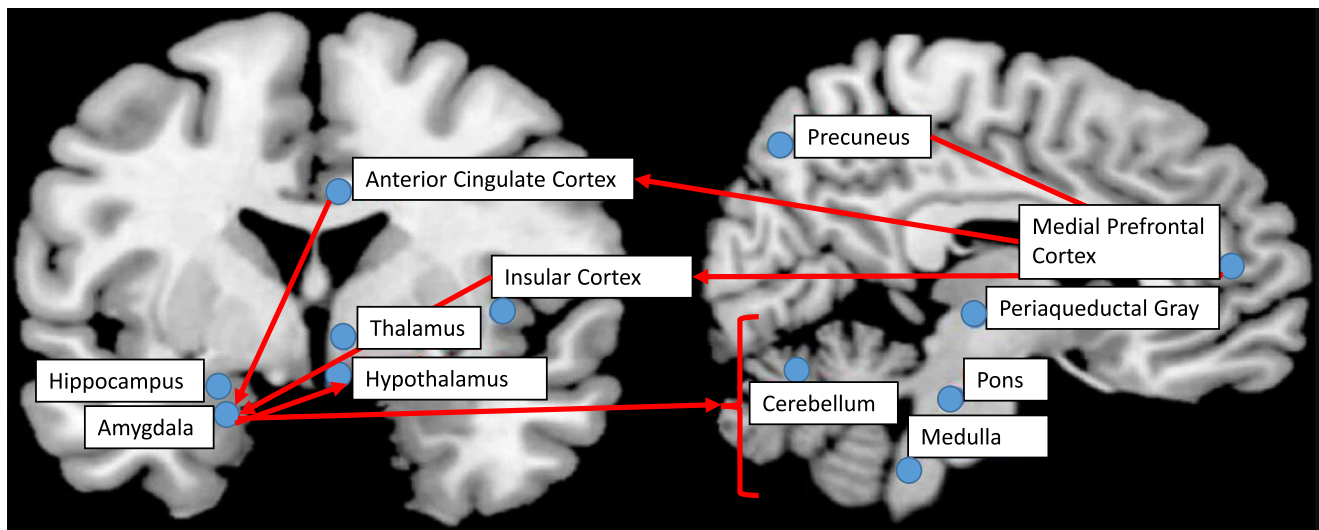 Anterior Cingulate Cortex
Insular Cortex
Thalamus
Hypothalamus
Hippocampus
Amygdala
Precuneus
Medial Prefrontal
Cortex
Periaqueductal Gray
Pons
Cerebellum
Medulla